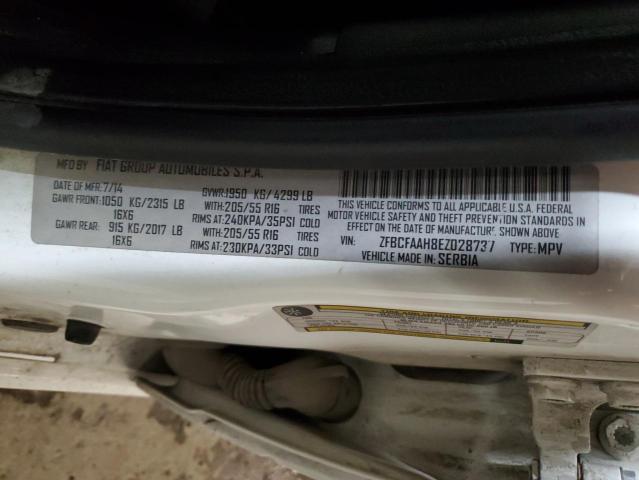 MFD BY FIAT GROUP AUTOMOBILES S.P.A.
DATE OF MFR.7/14 GVWR.1950 KG/4299 LB
GAWR FRONT:1050 KG/2315 LB WITH:205/55 R16 TIRES
16X6 RIMS AT:240KPA/35PSI COLD
GAWR REAR: 915 KG/2017 LB WITH:205/55 R16 TIRES
16X6 RIMS AT:230KPA/33PSI COLD
THIS VEHICLE CONFORMS TO ALL APPLICABLE U.S.A. FEDERAL
MOTOR VEHICLE SAFETY, BUMPER, AND THEFT PREVENTION STANDARDS
IN EFFECT ON THE DATE OF MANUFACTURE SHOWN ABOVE
VIN: ZFBCFAAH8EZ028737 TYPE: MPV
VEHICLE MADE IN: SERBIA